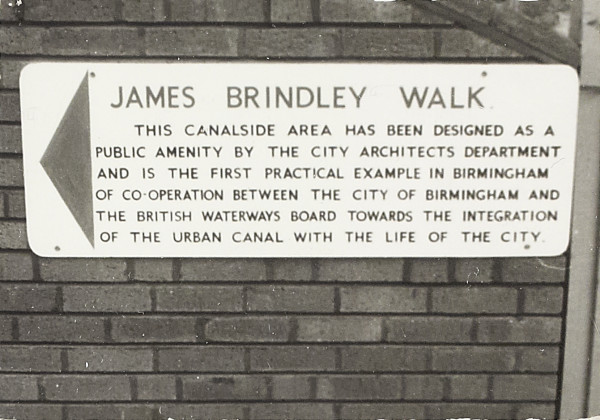 JAMES BRINDLEY WALK.
THIS CANALSIDE AREA HAS BEEN DESIGNED AS A
PUBLIC AMENITY BY THE CITY ARCHITECTS DEPARTMENT
AND IS THE FIRST PRACTICAL EXAMPLE IN BIRMINGHAM
OF CO-OPERATION BETWEEN THE CITY OF BIRMINGHAM AND
THE BRITISH WATERWAYS BOARD TOWARDS THE INTEGRATION
OF THE URBAN CANAL WITH THE LIFE OF THE CITY.